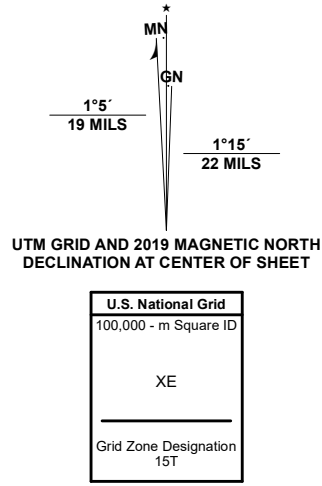 ★
MN
GN
1°5´
19 MILS
1°15´
22 MILS
UTM GRID AND 2019 MAGNETIC NORTH
DECLINATION AT CENTER OF SHEET
U.S. National Grid
100,000 - m Square ID
XE
Grid Zone Designation
15T